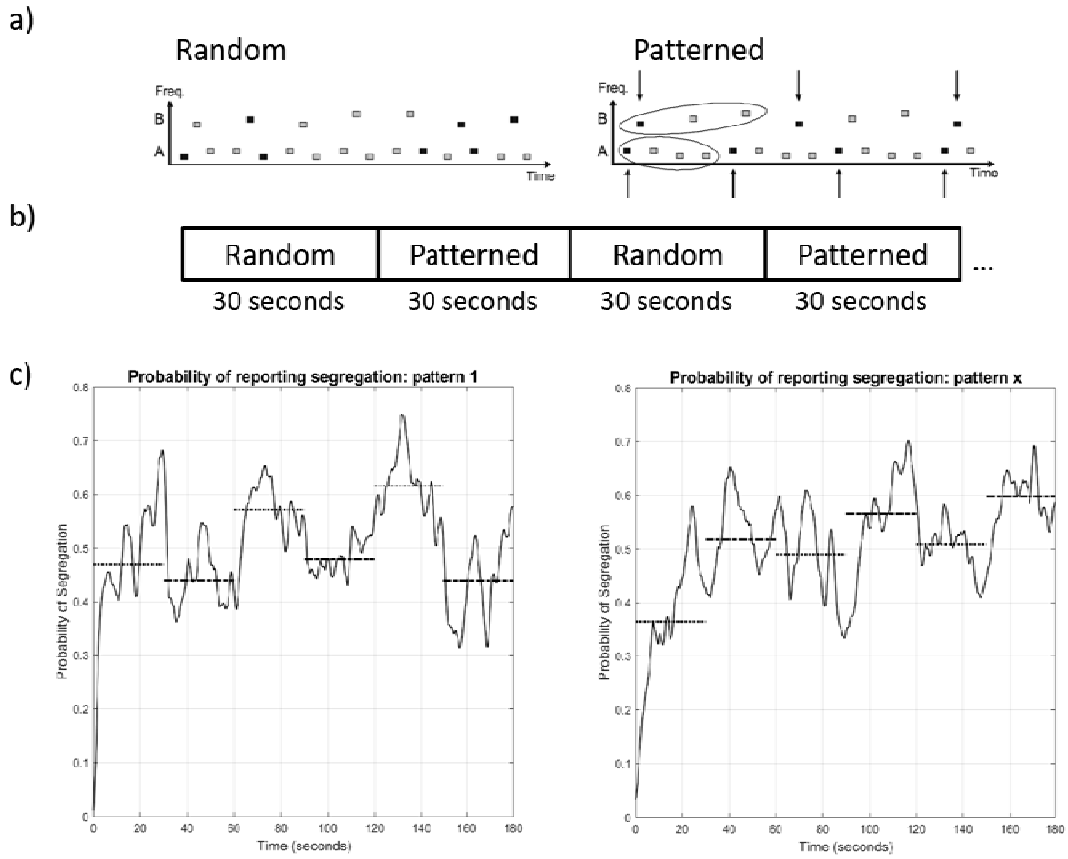 a)
Random
Patterned
Freq.
B
A
Time
Freq.
B
A
Time
b)
Random Patterned Random Patterned ...
30 seconds 30 seconds 30 seconds 30 seconds
c)
Probability of reporting segregation: pattern 1
Probability of Segregation
0.8
0.7
0.6
0.5
0.4
0.3
0.2
0.1
0
0 20 40 60 80 100 120 140 160 180
Time (seconds)
Probability of reporting segregation: pattern x
Probability of Segregation
0.8
0.7
0.6
0.5
0.4
0.3
0.2
0.1
0
0 20 40 60 80 100 120 140 160 180
Time (seconds)